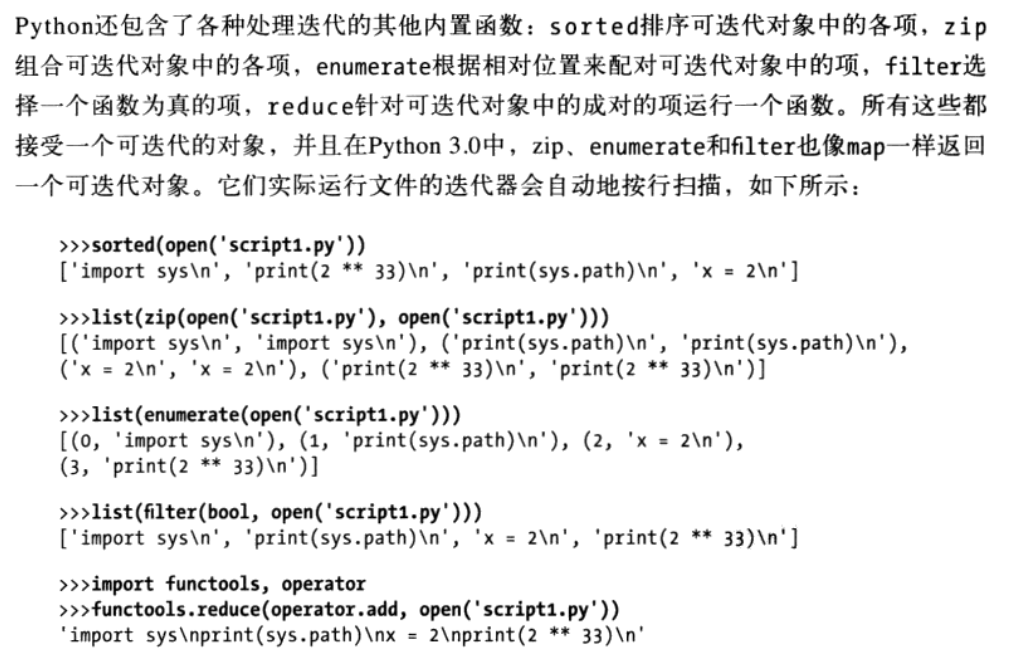 Python还包含了各种处理迭代的其他内置函数：sorted排序可迭代对象中的各项，zip
组合可迭代对象中的各项，enumerate根据相对位置来配对可迭代对象中的项，filter选
择一个函数为真的项，reduce针对可迭代对象中的成对的项运行一个函数。所有这些都
接受一个可迭代的对象，并且在Python 3.0中，zip、enumerate和filter也像map一样返回
一个可迭代对象。它们实际运行文件的迭代器会自动地按行扫描，如下所示：
>>>sorted(open('script1.py'))
['import sys\n', 'print(2 ** 33)\n', 'print(sys.path)\n', 'x = 2\n']
>>>list(zip(open('script1.py'), open('script1.py')))
[('import sys\n', 'import sys\n'), ('print(sys.path)\n', 'print(sys.path)\n'),
('x = 2\n', 'x = 2\n'), ('print(2 ** 33)\n', 'print(2 ** 33)\n')]
>>>list(enumerate(open('script1.py')))
[(0, 'import sys\n'), (1, 'print(sys.path)\n'), (2, 'x = 2\n'),
(3, 'print(2 ** 33)\n')]
>>>list(filter(bool, open('script1.py')))
['import sys\n', 'print(sys.path)\n', 'x = 2\n', 'print(2 ** 33)\n']
>>>import functools, operator
>>>functools.reduce(operator.add, open('script1.py'))
'import sys\nprint(sys.path)\nx = 2\nprint(2 ** 33)\n'